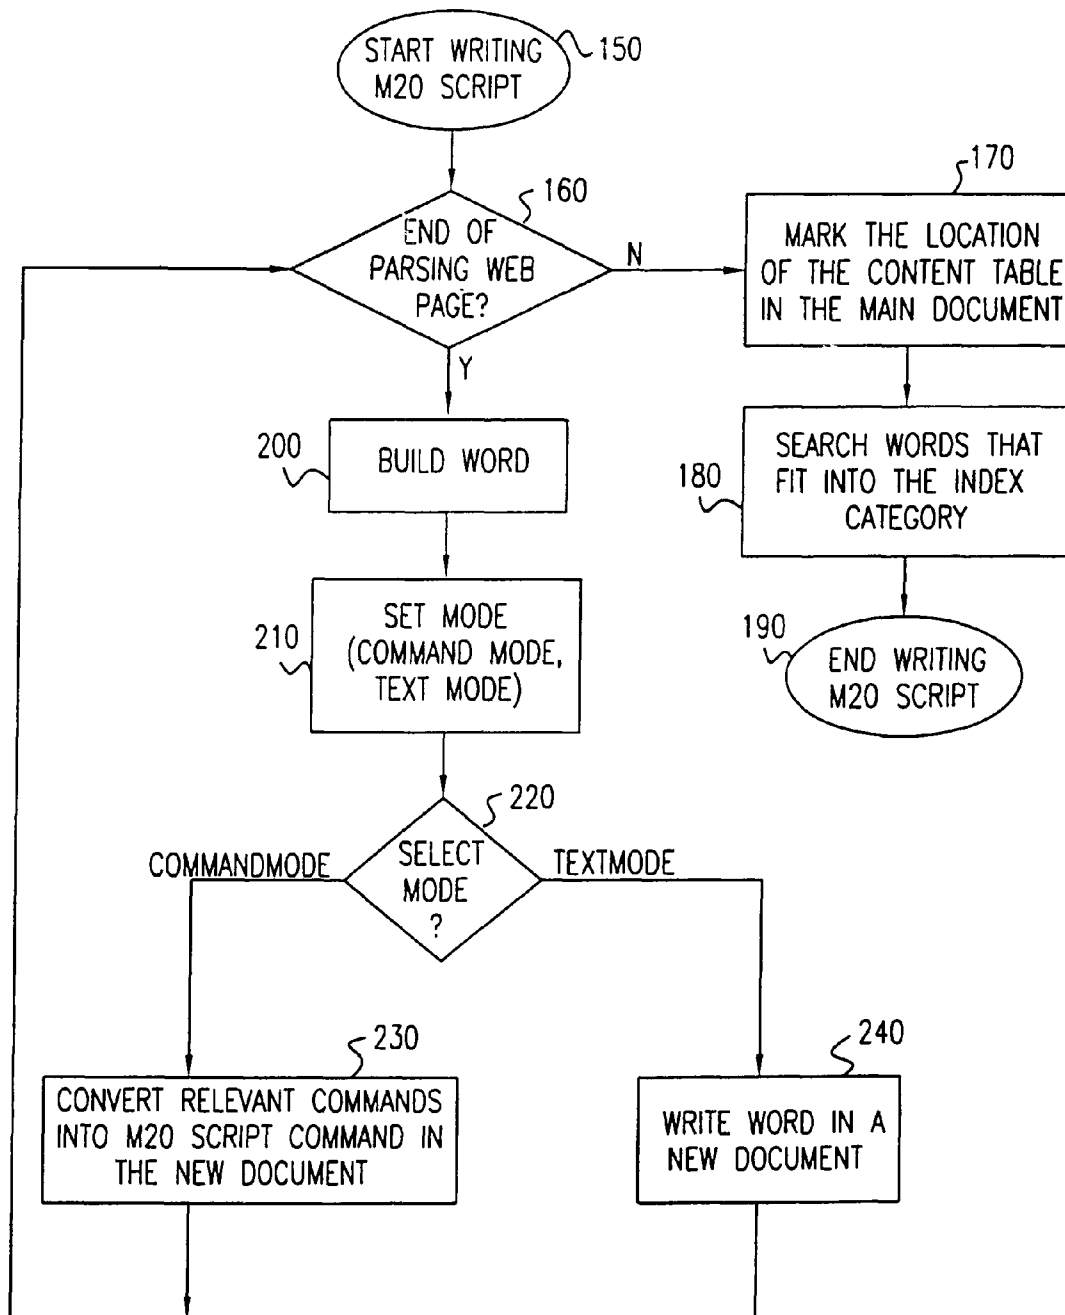 START WRITING
M20 SCRIPT
150
160
END OF
PARSING WEB
PAGE?
N
Y
170
MARK THE LOCATION
OF THE CONTENT TABLE
IN THE MAIN DOCUMENT
200
BUILD WORD
180
SEARCH WORDS THAT
FIT INTO THE INDEX
CATEGORY
210
SET MODE
(COMMAND MODE,
TEXT MODE)
190
END WRITING
M20 SCRIPT
220
SELECT
MODE
?
COMMANDMODE
TEXTMODE
230
CONVERT RELEVANT COMMANDS
INTO M20 SCRIPT COMMAND IN
THE NEW DOCUMENT
240
WRITE WORD IN A
NEW DOCUMENT